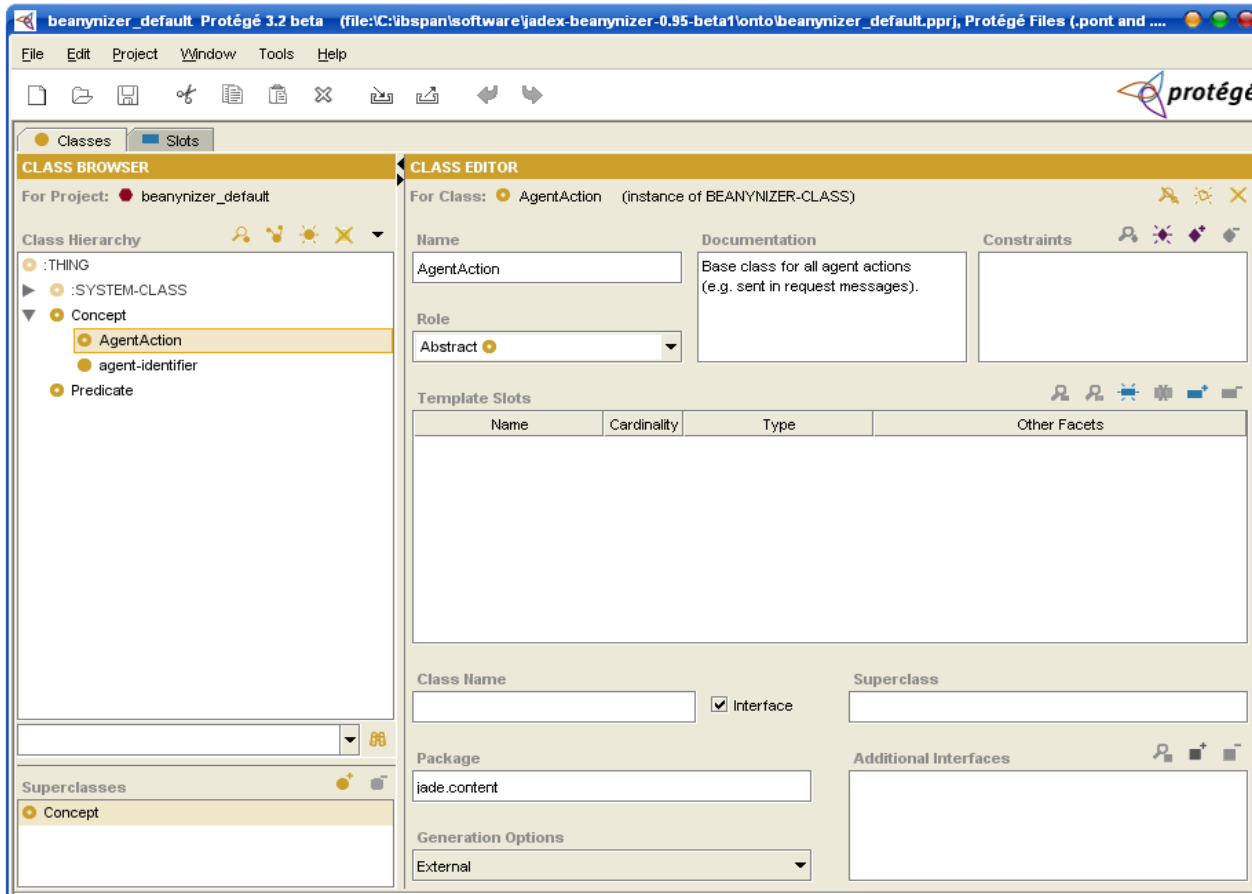 beanynizer_default Protégé 3.2 beta (file:\C:\ibspan\software\jadex-beanynizer-0.95-beta1\onto\beanynizer_default.pprj, Protégé Files (.pont and ....
File Edit Project Window Tools Help
protégé
Classes Slots
CLASS BROWSER
For Project: beanynizer_default
Class Hierarchy
:THING
:SYSTEM-CLASS
Concept
AgentAction
agent-identifier
Predicate
Superclasses
Concept
CLASS EDITOR
For Class: AgentAction (instance of BEANYNIZER-CLASS)
Name
AgentAction
Role
Abstract
Documentation
Base class for all agent actions
(e.g. sent in request messages).
Constraints
Template Slots
Name Cardinality Type Other Facets
Class Name
Interface
Superclass
Package
jade.content
Additional Interfaces
Generation Options
External